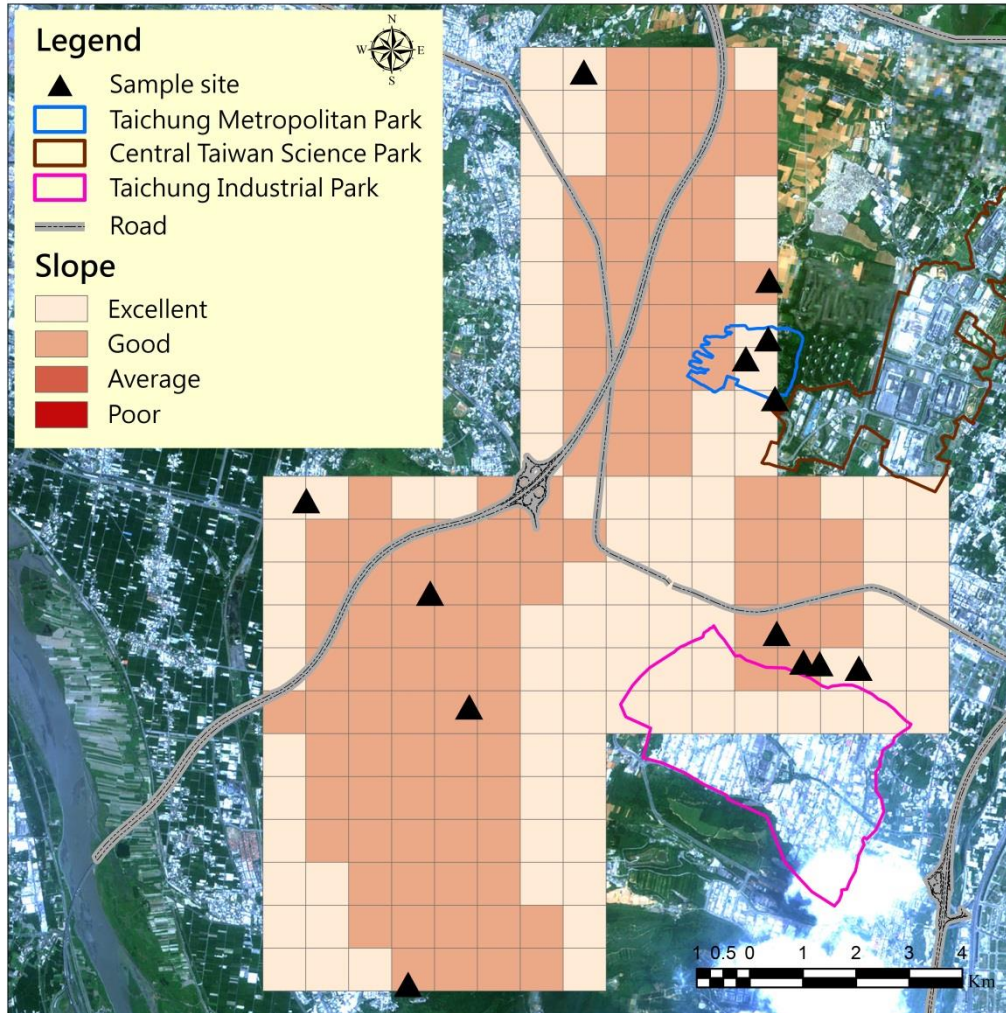 Legend
N
W E
S
Sample site
Taichung Metropolitan Park
Central Taiwan Science Park
Taichung Industrial Park
Road
Slope
Excellent
Good
Average
Poor
1 0.5 0 1 2 3 4
Km